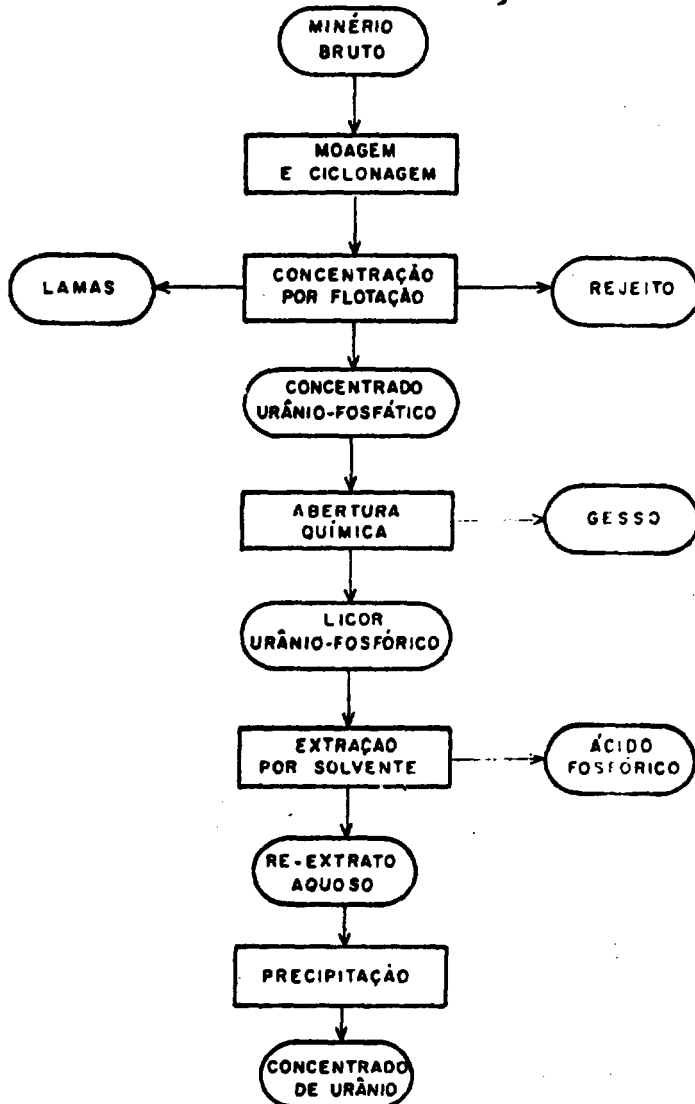 MINÉRIO
BRUTO
MOAGEM
E CICLONAGEM
LAMAS
CONCENTRAÇÃO
POR FLOTAÇÃO
REJEITO
CONCENTRADO
URÂNIO-FOSFÁTICO
ABERTURA
QUÍMICA
GESSO
LICOR
URÂNIO-FOSFÓRICO
EXTRAÇAO
POR SOLVENTE
ÁCIDO
FOSFÓRICO
RE-EXTRATO
AQUOSO
PRECIPITAÇÃO
CONCENTRADO
DE URÂNIO